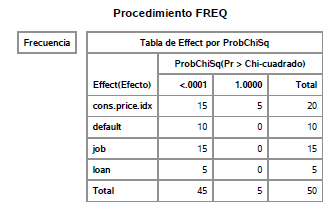 Procedimiento FREQ
Frecuencia
Tabla de Effect por ProbChiSq
ProbChiSq(Pr > Chi-cuadrado)
Effect(Efecto) <.0001 1.0000 Total
cons.price.idx 15 5 20
default 10 0 10
job 15 0 15
loan 5 0 5
Total 45 5 50